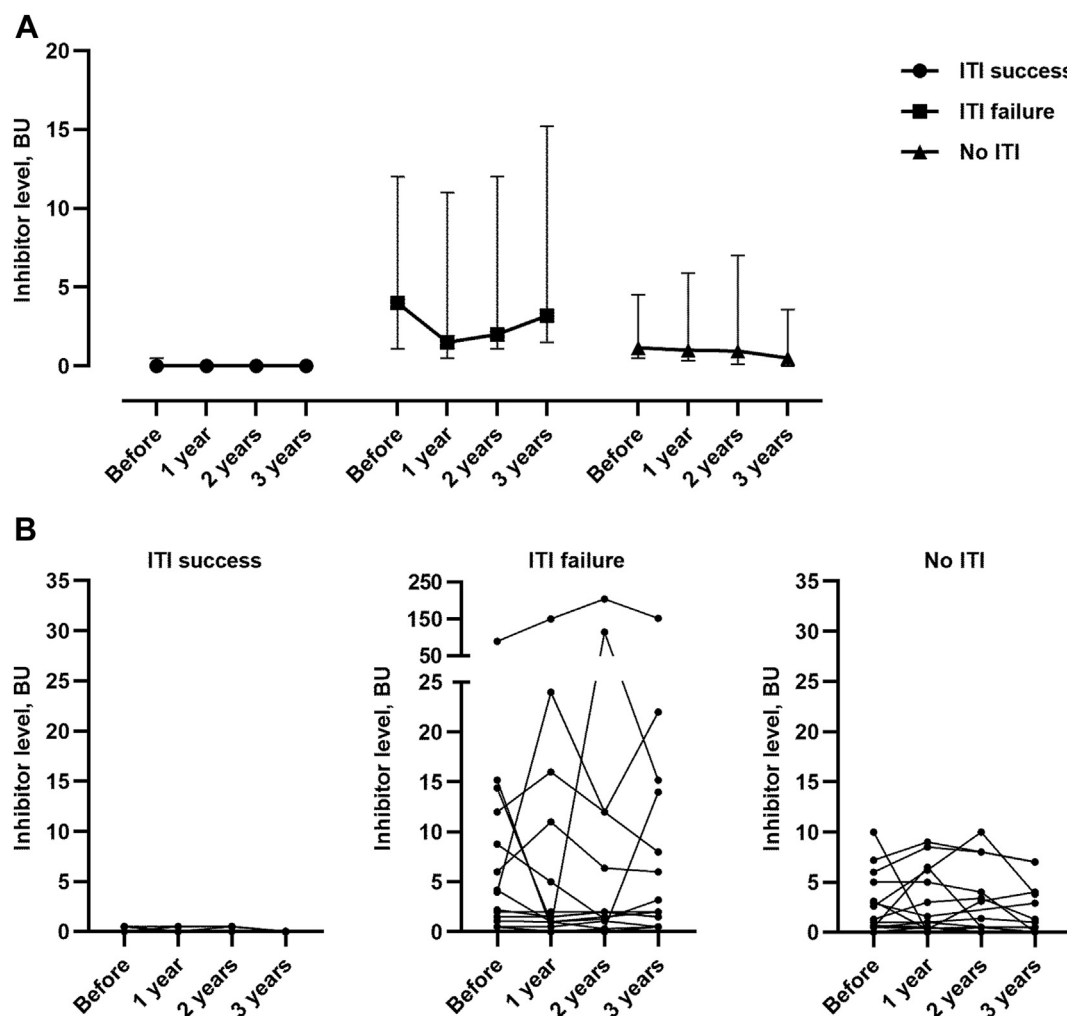 A
20
15
10
5
0
Inhibitor level, BU
ITI success
ITI failure
No ITI
Before
1 year
2 years
3 years
Before
1 year
2 years
3 years
Before
1 year
2 years
3 years
B
ITI success
35
30
25
20
15
10
5
0
Inhibitor level, BU
Before
1 year
2 years
3 years
ITI failure
250
150
50
25
20
15
10
5
0
Inhibitor level, BU
Before
1 year
2 years
3 years
No ITI
35
30
25
20
15
10
5
0
Inhibitor level, BU
Before
1 year
2 years
3 years